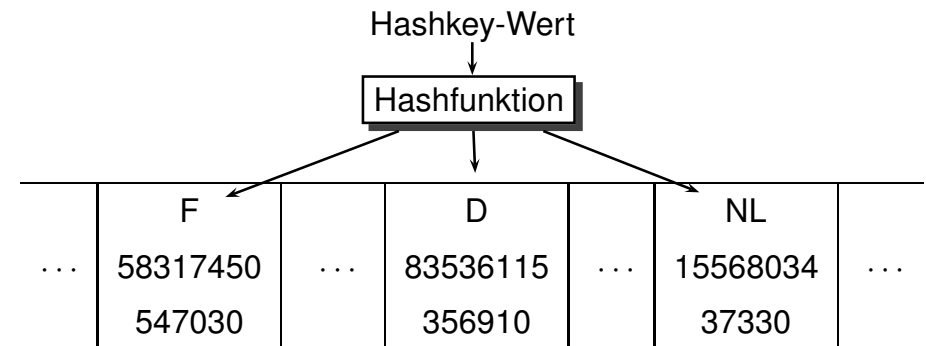 Hashkey-Wert
Hashfunktion
F D NL
... 58317450 ... 83536115 ... 15568034 ...
547030 356910 37330